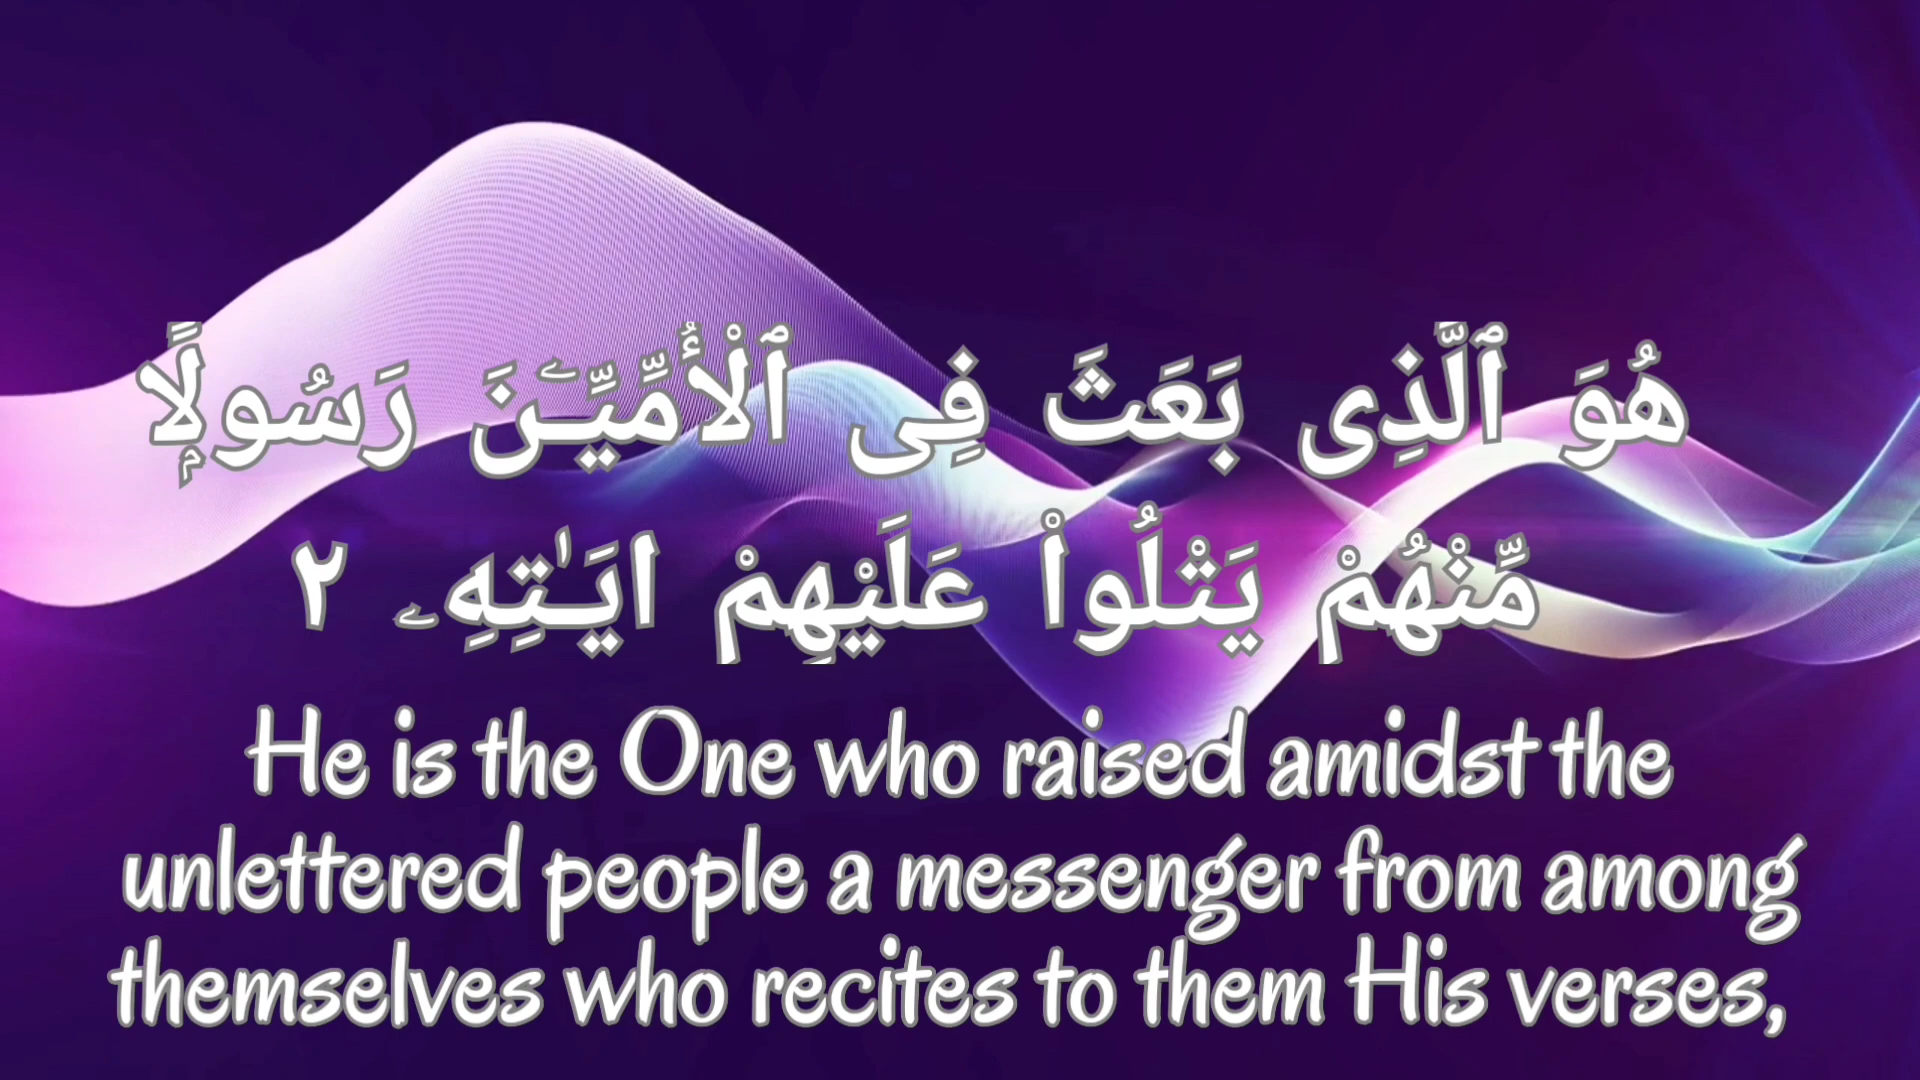 هُوَ ٱلَّذِى بَعَثَ فِى ٱلْأُمِّيِّـۧنَ رَسُولًۭا
مِّنْهُمْ يَتْلُوا۟ عَلَيْهِمْ ايَـٰتِهِۦ ٢
He is the One who raised amidst the
unlettered people a messenger from among
themselves who recites to them His verses,